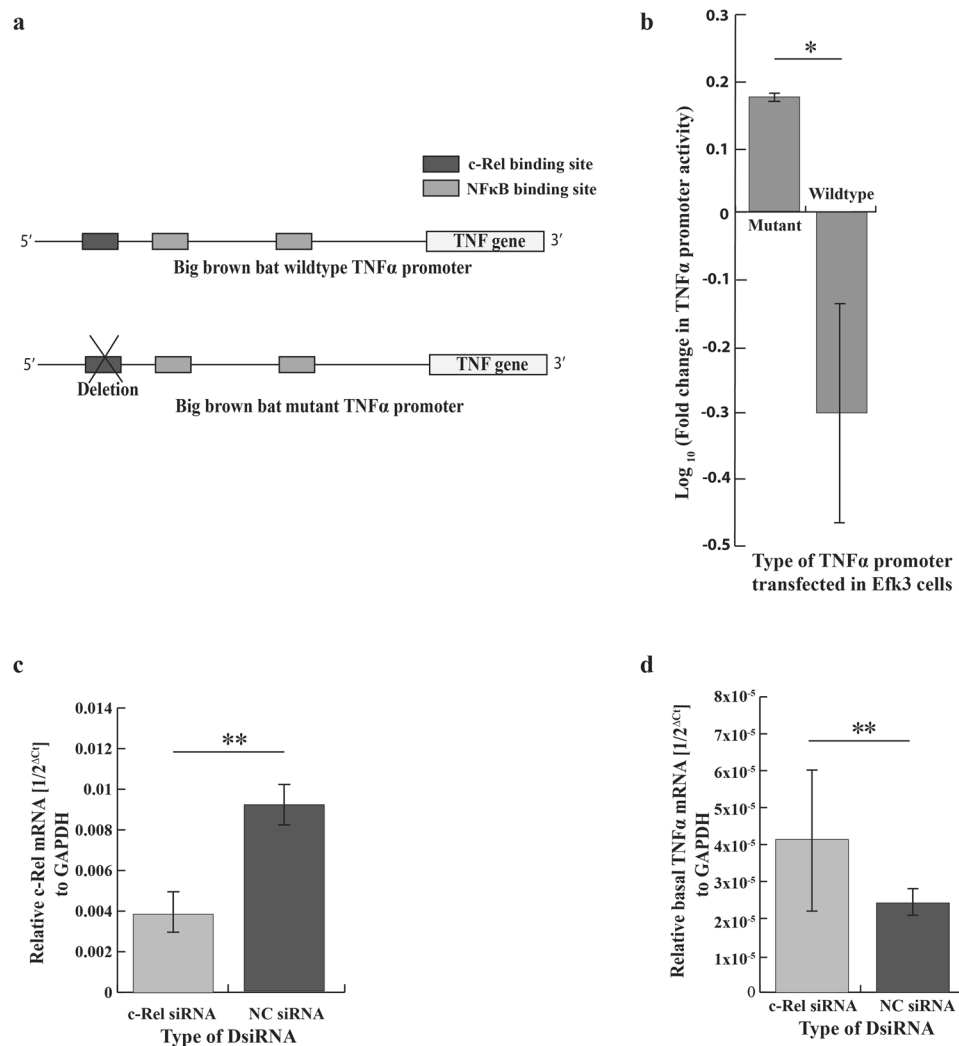 a
c-Rel binding site
NFκB binding site
5′
TNF gene
3′
Big brown bat wildtype TNFα promoter
5′
TNF gene
3′
Deletion
Big brown bat mutant TNFα promoter
b
Log 10 (Fold change in TNFα promoter activity)
0.3
0.2
0.1
0
-0.1
-0.2
-0.3
-0.4
-0.5
*
Wildtype
Mutant
Type of TNFα promoter
transfected in Efk3 cells
c
Relative c-Rel mRNA [1/2^ΔCt]
to GAPDH
0.014
0.012
0.01
0.008
0.006
0.004
0.002
0
**
c-Rel siRNA
NC siRNA
Type of DsiRNA
d
Relative basal TNFα mRNA [1/2^ΔCt]
to GAPDH
8x10⁻⁵
7x10⁻⁵
6x10⁻⁵
5x10⁻⁵
4x10⁻⁵
3x10⁻⁵
2x10⁻⁵
1x10⁻⁵
0
**
c-Rel siRNA
NC siRNA
Type of DsiRNA